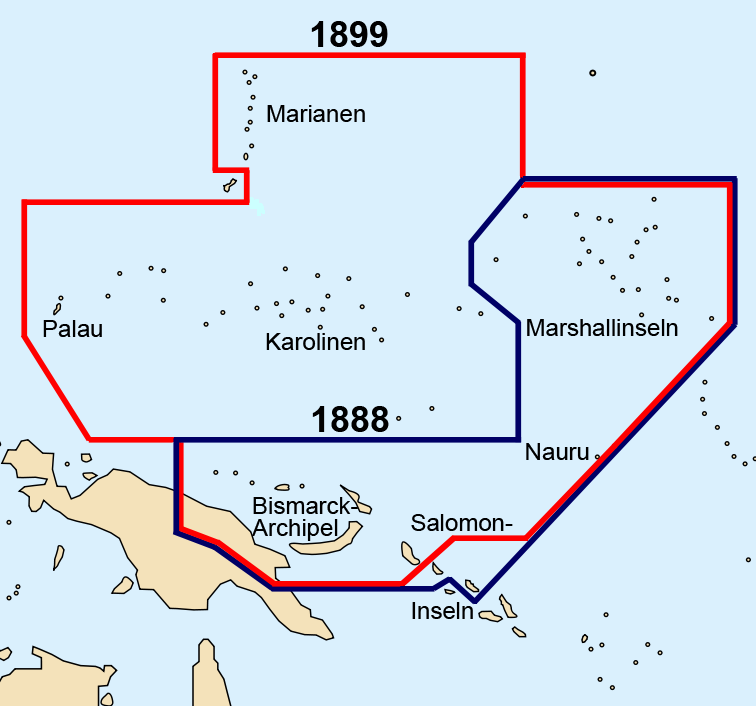 1899
Marianen
Palau
Karolinen
Marshallinseln
1888
Nauru
Bismarck-
Archipel
Salomon-
Inseln